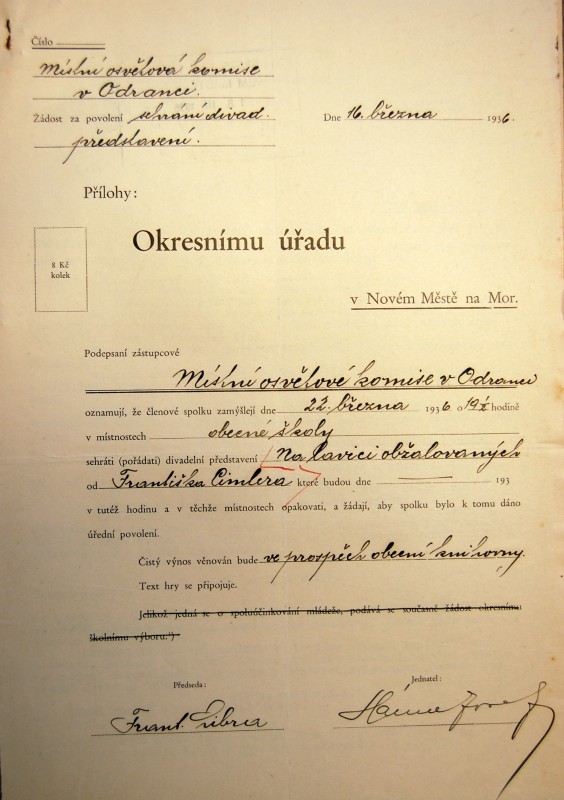 Číslo
Místní osvětová komise
v Odranci.
Žádost za povolení sehrání divad.
představení.
Dne 16. března 1936.
Přílohy:
8 Kč
kolek
Okresnímu úřadu
v Novém Městě na Mor.
Podepsaní zástupcové
Místní osvětové komise v Odranci
oznamují, že členové spolku zamýšlejí dne 22. března 1936 o 19½ hodině
v místnostech obecné školy
sehráti (pořádati) divadelní představení „Na lavici obžalovaných
od Františka Cimlera které budou dne 193
v tutéž hodinu a v těchže místnostech opakovati, a žádají, aby spolku bylo k tomu dáno
úřední povolení.
Čistý výnos věnován bude ve prospěch obecní knihovny.
Text hry se připojuje.
Jelikož jedná se o spoluúčinkování mládeže, podává se současně žádost okresnímu
školnímu výboru.*)
Předseda:
Jednatel:
Frant.
Josef